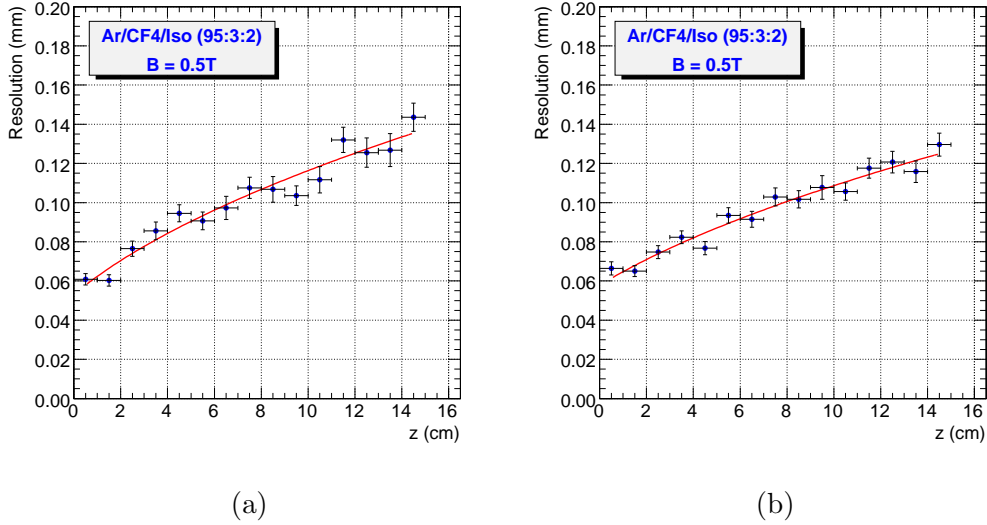 Resolution (mm)
0.20
0.18
0.16
0.14
0.12
0.10
0.08
0.06
0.04
0.02
0.00
Ar/CF4/Iso (95:3:2)
B = 0.5T
0 2 4 6 8 10 12 14 16
z (cm)
(a)
Resolution (mm)
0.20
0.18
0.16
0.14
0.12
0.10
0.08
0.06
0.04
0.02
0.00
Ar/CF4/Iso (95:3:2)
B = 0.5T
0 2 4 6 8 10 12 14 16
z (cm)
(b)